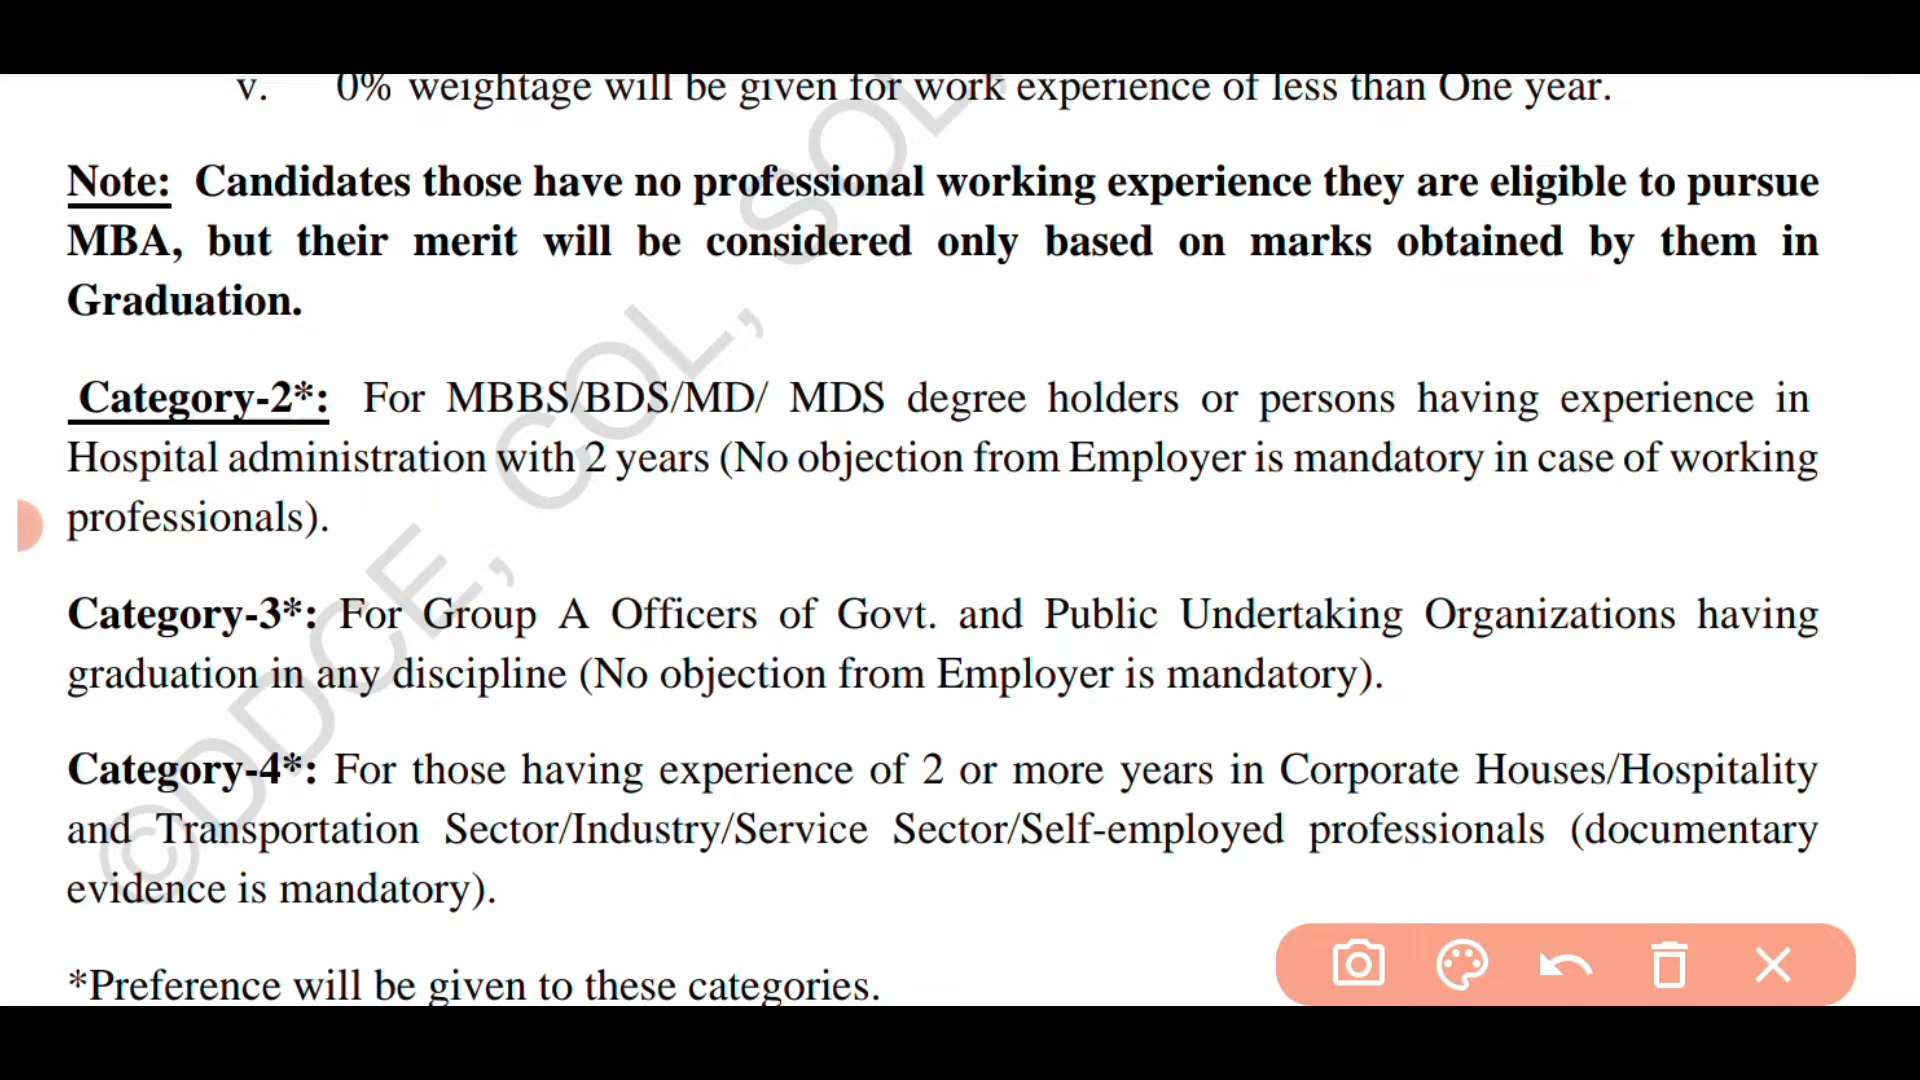 v. 0% weightage will be given for work experience of less than One year.
Note: Candidates those have no professional working experience they are eligible to pursue
MBA, but their merit will be considered only based on marks obtained by them in
Graduation.
Category-2*: For MBBS/BDS/MD/ MDS degree holders or persons having experience in
Hospital administration with 2 years (No objection from Employer is mandatory in case of working
professionals).
Category-3*: For Group A Officers of Govt. and Public Undertaking Organizations having
graduation in any discipline (No objection from Employer is mandatory).
Category-4*: For those having experience of 2 or more years in Corporate Houses/Hospitality
and Transportation Sector/Industry/Service Sector/Self-employed professionals (documentary
evidence is mandatory).
*Preference will be given to these categories.
©DDCE, COL, SOL